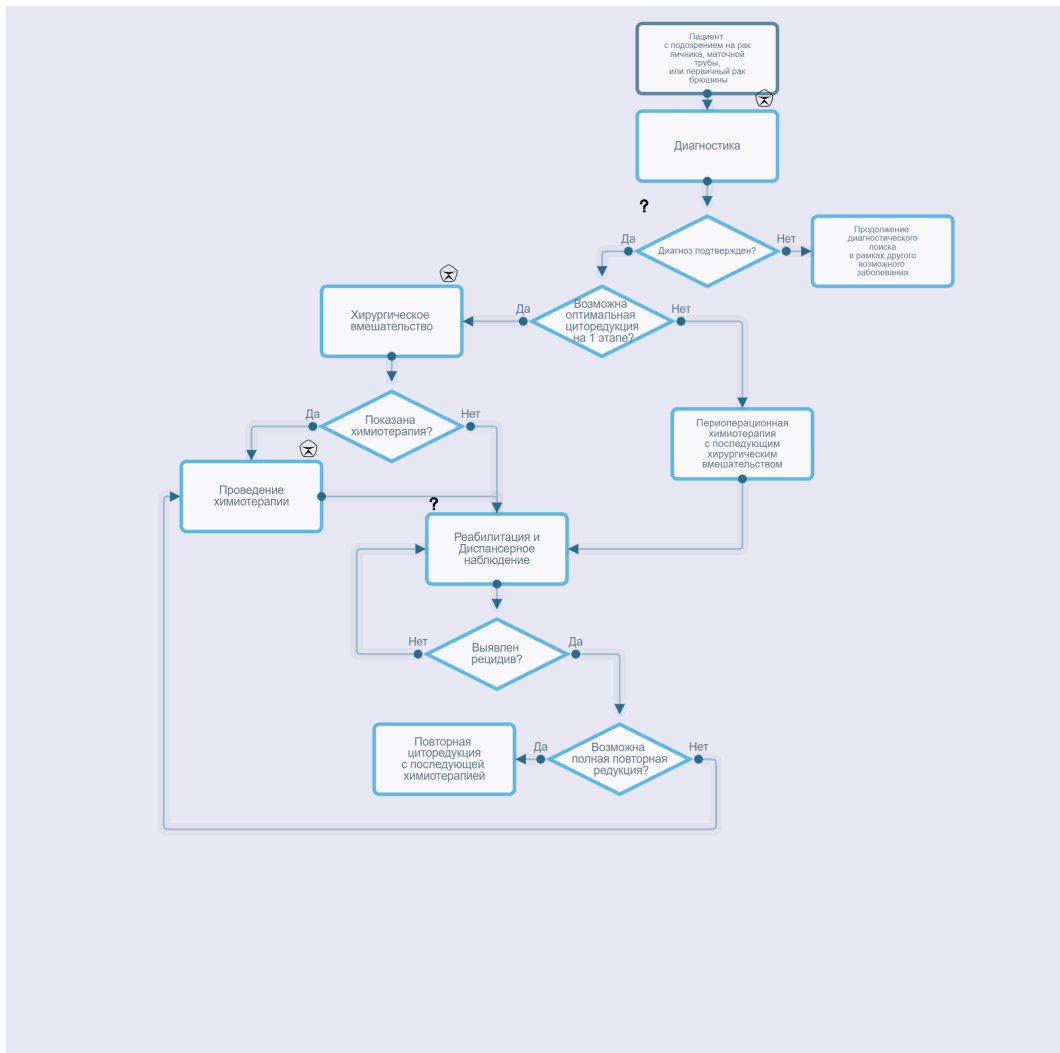 Пациент
с подозрением на рак
яичника, маточной
трубы,
или первичный рак
брюшины
Диагностика
?
Диагноз подтвержден?
Да
Нет
Продолжение
диагностического
поиска
в рамках другого
возможного
заболевания
Возможна
оптимальная
циторедукция
на 1 этапе?
Да
Нет
Хирургическое
вмешательство
Показана
химиотерапия?
Да
Нет
Периоперационная
химиотерапия
с последующим
хирургическим
вмешательством
Проведение
химиотерапии
?
Реабилитация и
Диспансерное
наблюдение
Выявлен
рецидив?
Нет
Да
Возможна
полная повторная
редукция?
Да
Нет
Повторная
циторедукция
с последующей
химиотерапией